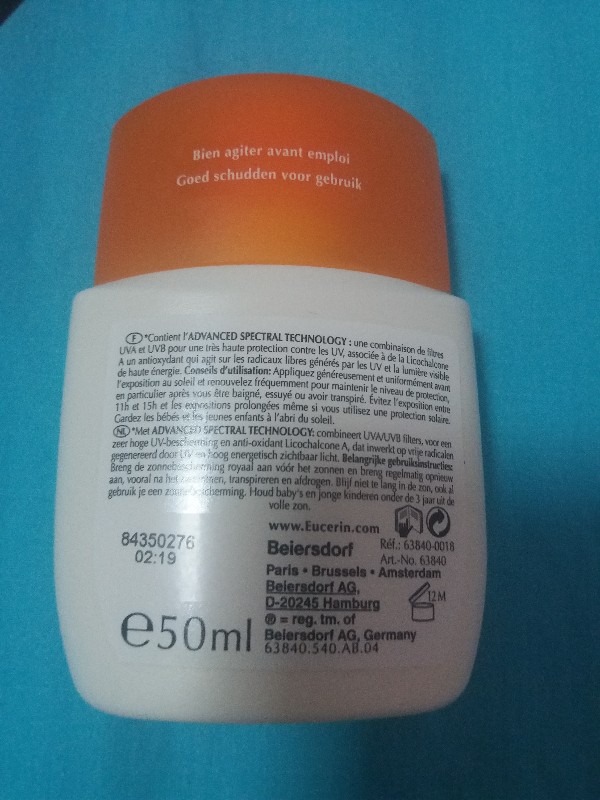 Bien agiter avant emploi
Goed schudden voor gebruik
F *Contient l'ADVANCED SPECTRAL TECHNOLOGY : une combinaison de filtres
UVA et UVB pour une très haute protection contre les UV, associée à de la Licochalcone
A un antioxydant qui agit sur les radicaux libres générés par les UV et la lumière visible
de haute énergie. Conseils d'utilisation: Appliquez généreusement et uniformément avant
l'exposition au soleil et renouvelez fréquemment pour maintenir le niveau de protection,
en particulier après vous être baigné, essuyé ou avoir transpiré. Évitez l'exposition entre
11h et 15h et les expositions prolongées même si vous utilisez une protection solaire.
Gardez les bébés et les jeunes enfants à l'abri du soleil.
NL *Met ADVANCED SPECTRAL TECHNOLOGY: combineert UVA/UVB filters, voor een
zeer hoge UV-bescherming en anti-oxidant Licochalcone A, dat inwerkt op vrije radicalen
gegenereerd door UV en hoog energetisch zichtbaar licht. Belangrijke gebruiksinstructies:
Breng de zonnebescherming royaal aan vóór het zonnen en breng regelmatig opnieuw
aan, vooral na het zwemmen, transpireren en afdrogen. Blijf niet te lang in de zon, ook al
gebruik je een zonnebescherming. Houd baby's en jonge kinderen onder de 3 jaar uit de
volle zon.
www.Eucerin.com
84350276
02:19
Beiersdorf
Réf.: 63840-0018
Art.-No. 63840
Paris • Brussels • Amsterdam
Beiersdorf AG,
D-20245 Hamburg
12M
® = reg. tm. of
Beiersdorf AG, Germany
63840.540.AB.04
e50ml